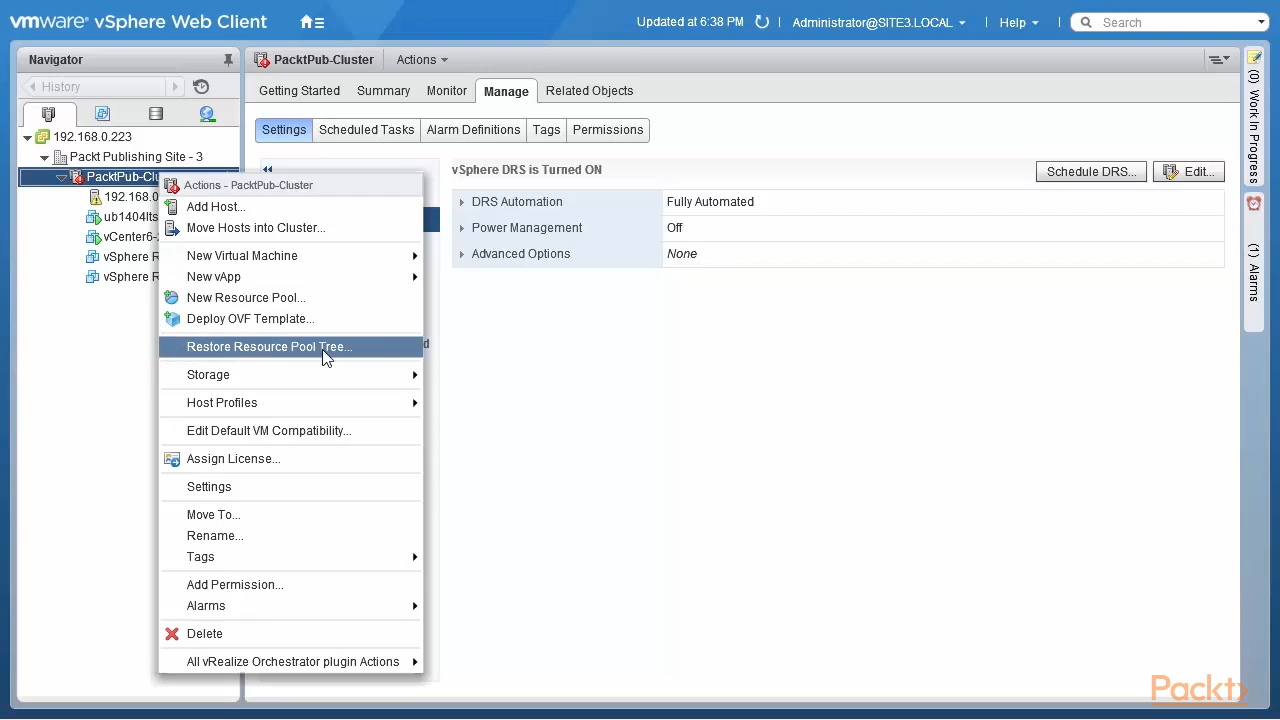 vmware® vSphere Web Client
Updated at 6:38 PM
Administrator@SITE3.LOCAL
Help
Search
Navigator
History
192.168.0.223
Packt Publishing Site - 3
PacktPub-Clu
192.168.0
ub1404lts
vCenter6-
vSphere R
vSphere R
PacktPub-Cluster
Actions
Getting Started
Summary
Monitor
Manage
Related Objects
Settings
Scheduled Tasks
Alarm Definitions
Tags
Permissions
vSphere DRS is Turned ON
Schedule DRS...
Edit...
DRS Automation
Fully Automated
Power Management
Off
Advanced Options
None
Actions - PacktPub-Cluster
Add Host...
Move Hosts into Cluster...
New Virtual Machine
New vApp
New Resource Pool...
Deploy OVF Template...
Restore Resource Pool Tree...
Storage
Host Profiles
Edit Default VM Compatibility...
Assign License...
Settings
Move To...
Rename...
Tags
Add Permission...
Alarms
Delete
All vRealize Orchestrator plugin Actions
(0) Work In Progress
(1) Alarms
Packt